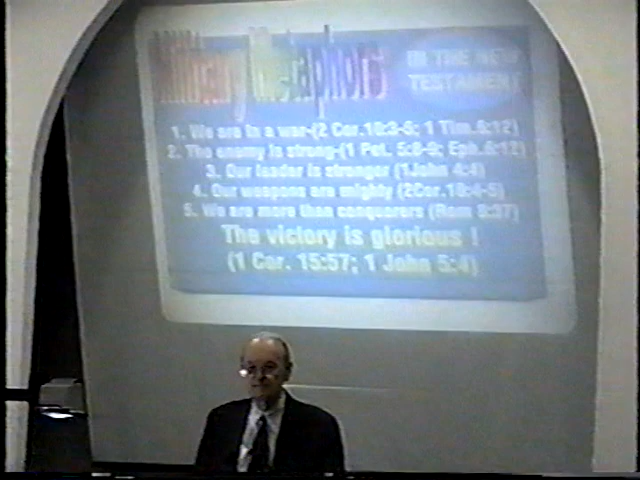 Military Metaphors
IN THE NEW
TESTAMENT
1. We are in a war-(2 Cor.10:3-5; 1 Tim.6:12)
2. The enemy is strong-(1 Pet. 5:8-9; Eph.6:12)
3. Our leader is stronger (1John 4:4)
4. Our weapons are mighty (2Cor.10:4-5)
5. We are more than conquerors (Rom 8:37)
The victory is glorious !
(1 Cor. 15:57; 1 John 5:4)